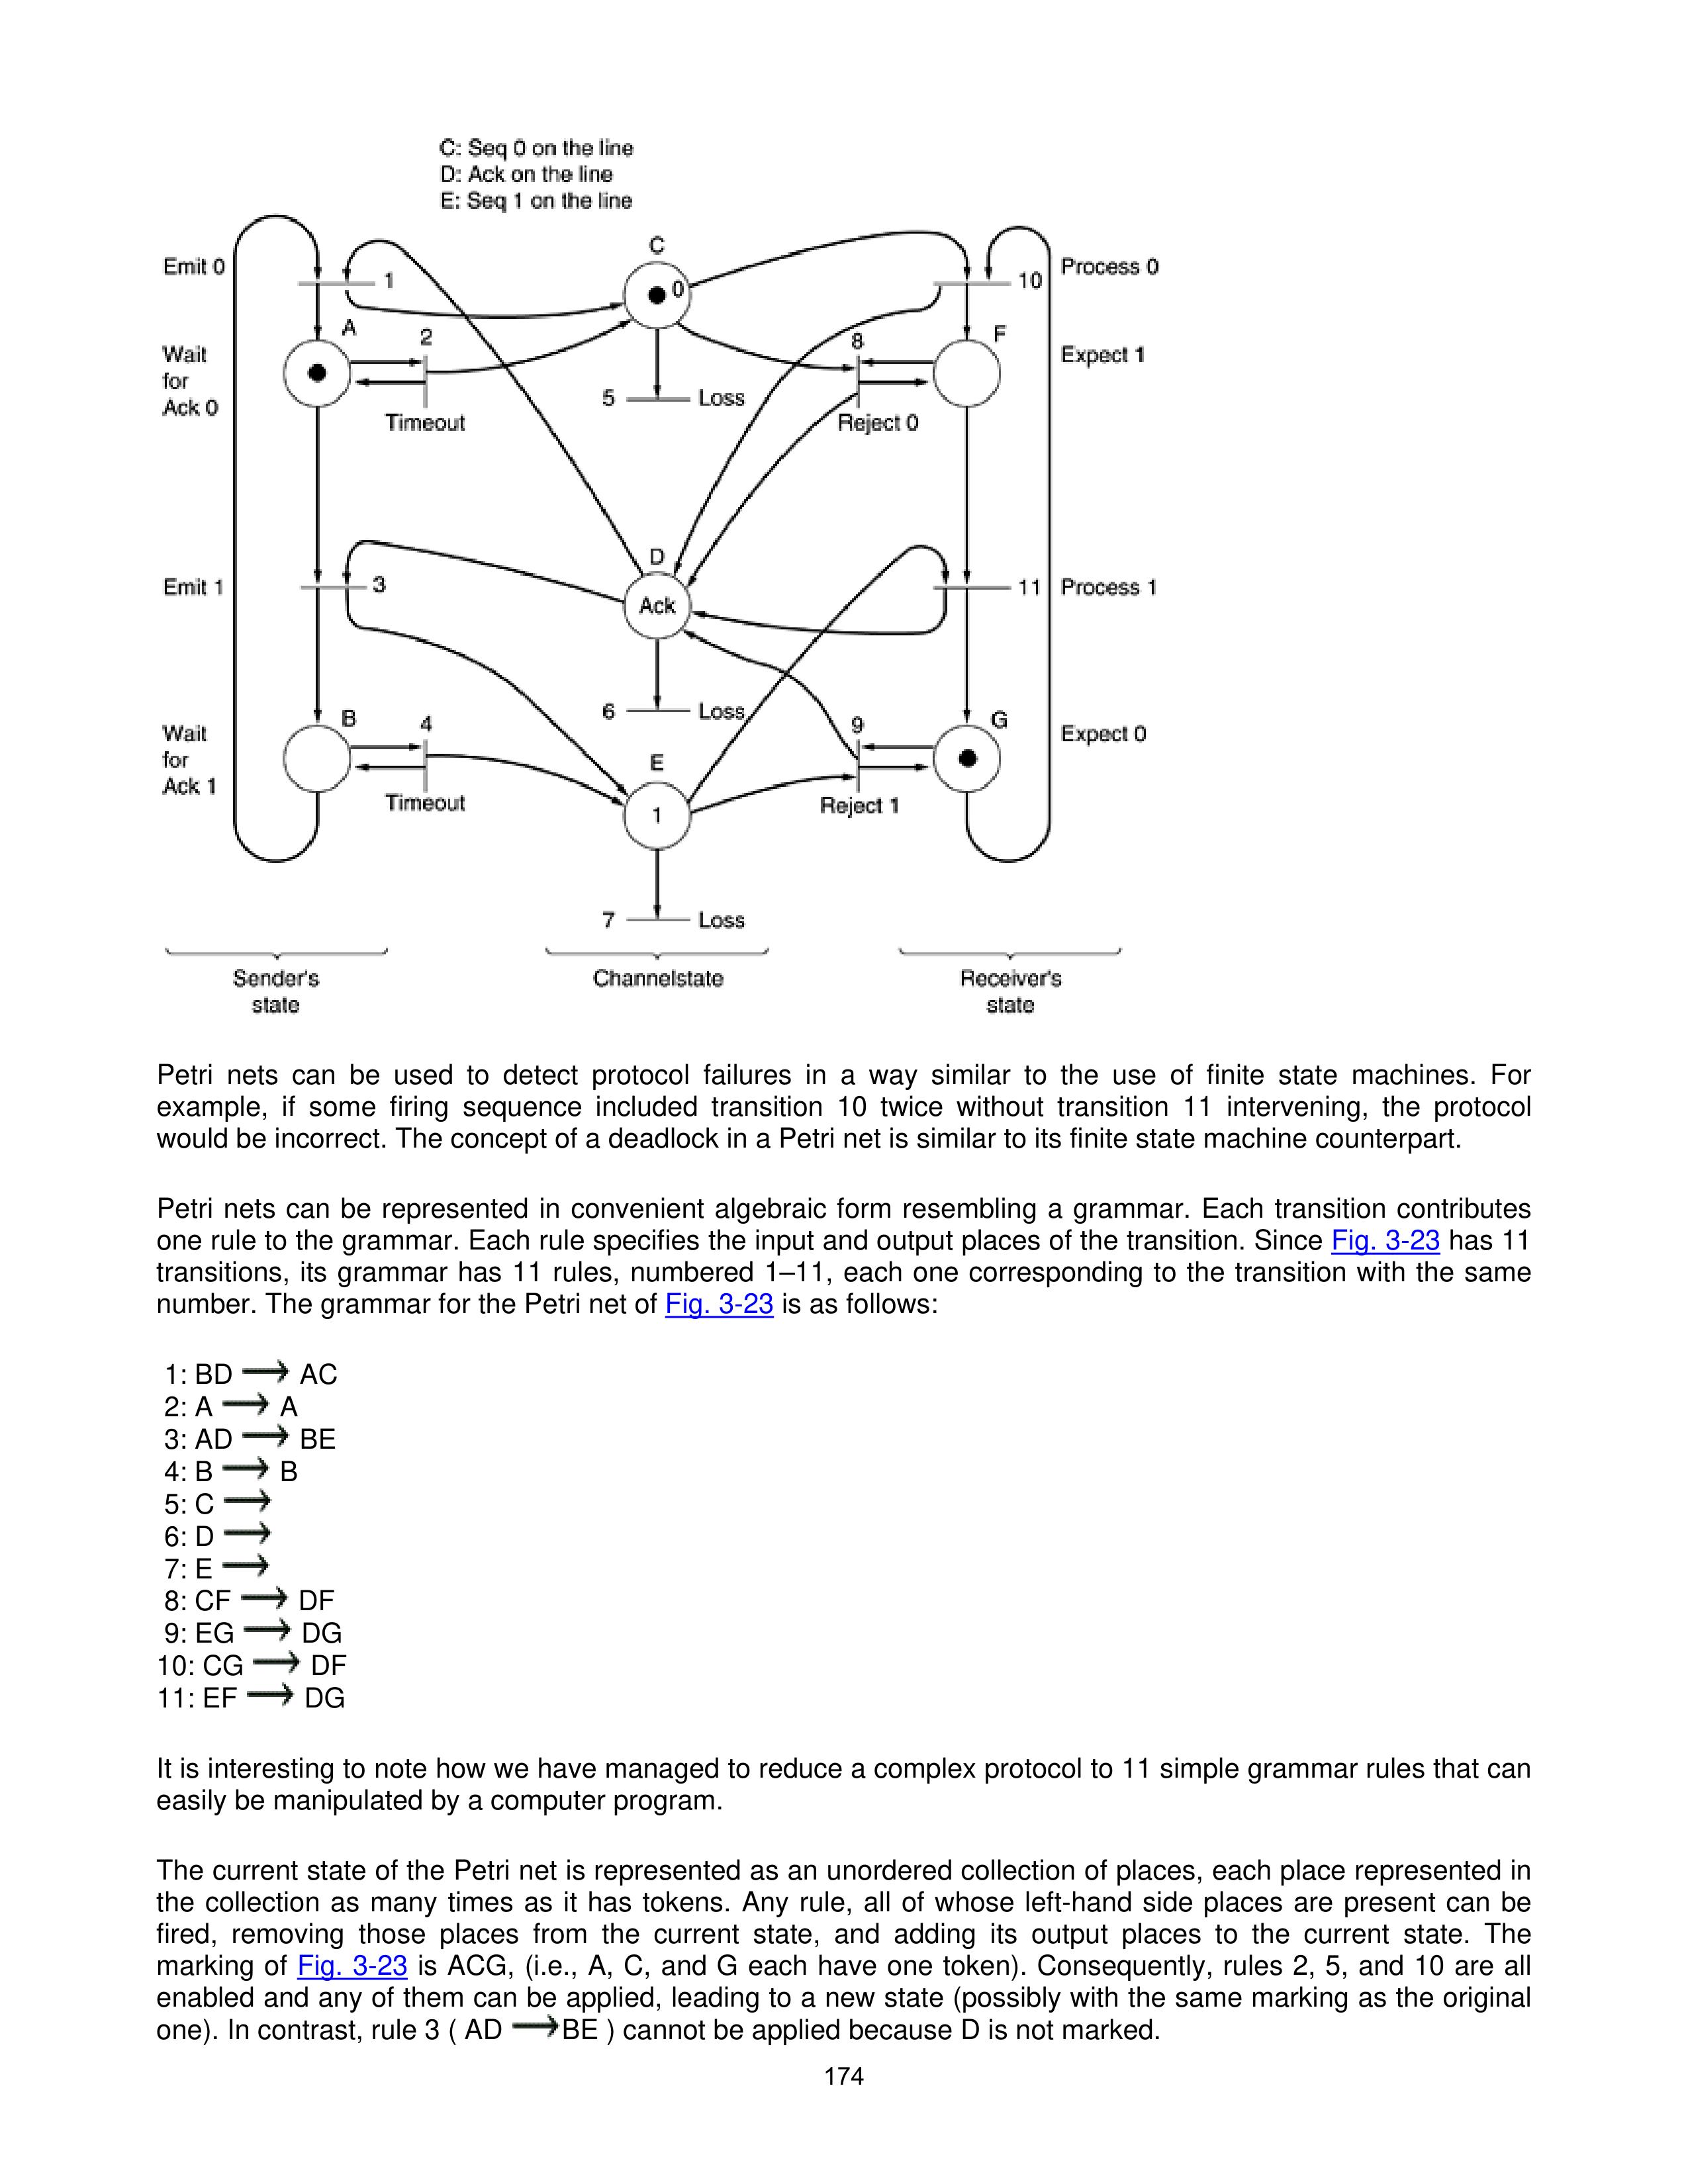 C: Seq 0 on the line
D: Ack on the line
E: Seq 1 on the line
C
Emit 0
1
0
10
Process 0
A
2
8
F
Wait
for
Ack 0
Expect 1
5
Loss
Timeout
Reject 0
D
Emit 1
3
Ack
11
Process 1
6
Loss
B
4
9
G
Wait
for
Ack 1
E
Expect 0
Timeout
1
Reject 1
7
Loss
Sender's
state
Channelstate
Receiver's
state
Petri nets can be used to detect protocol failures in a way similar to the use of finite state machines. For
example, if some firing sequence included transition 10 twice without transition 11 intervening, the protocol
would be incorrect. The concept of a deadlock in a Petri net is similar to its finite state machine counterpart.
Petri nets can be represented in convenient algebraic form resembling a grammar. Each transition contributes
one rule to the grammar. Each rule specifies the input and output places of the transition. Since Fig. 3-23 has 11
transitions, its grammar has 11 rules, numbered 1–11, each one corresponding to the transition with the same
number. The grammar for the Petri net of Fig. 3-23 is as follows:
1: BD ⟶ AC
2: A ⟶ A
3: AD ⟶ BE
4: B ⟶ B
5: C ⟶
6: D ⟶
7: E ⟶
8: CF ⟶ DF
9: EG ⟶ DG
10: CG ⟶ DF
11: EF ⟶ DG
It is interesting to note how we have managed to reduce a complex protocol to 11 simple grammar rules that can
easily be manipulated by a computer program.
The current state of the Petri net is represented as an unordered collection of places, each place represented in
the collection as many times as it has tokens. Any rule, all of whose left-hand side places are present can be
fired, removing those places from the current state, and adding its output places to the current state. The
marking of Fig. 3-23 is ACG, (i.e., A, C, and G each have one token). Consequently, rules 2, 5, and 10 are all
enabled and any of them can be applied, leading to a new state (possibly with the same marking as the original
one). In contrast, rule 3 ( AD ⟶BE ) cannot be applied because D is not marked.
174